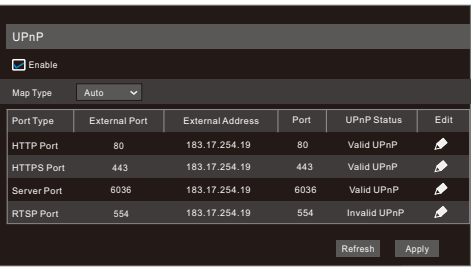 UPnP
Enable
Map Type Auto
Port Type External Port External Address Port UPnP Status Edit
HTTP Port 80 183.17.254.19 80 Valid UPnP
HTTPS Port 443 183.17.254.19 443 Valid UPnP
Server Port 6036 183.17.254.19 6036 Valid UPnP
RTSP Port 554 183.17.254.19 554 Invalid UPnP
Refresh Apply